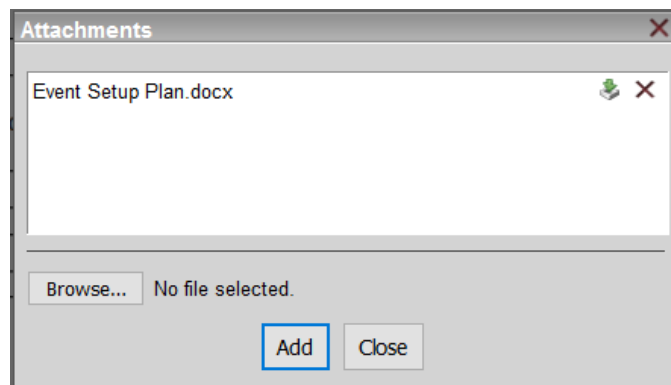 Attachments
Event Setup Plan.docx
Browse... No file selected.
Add Close